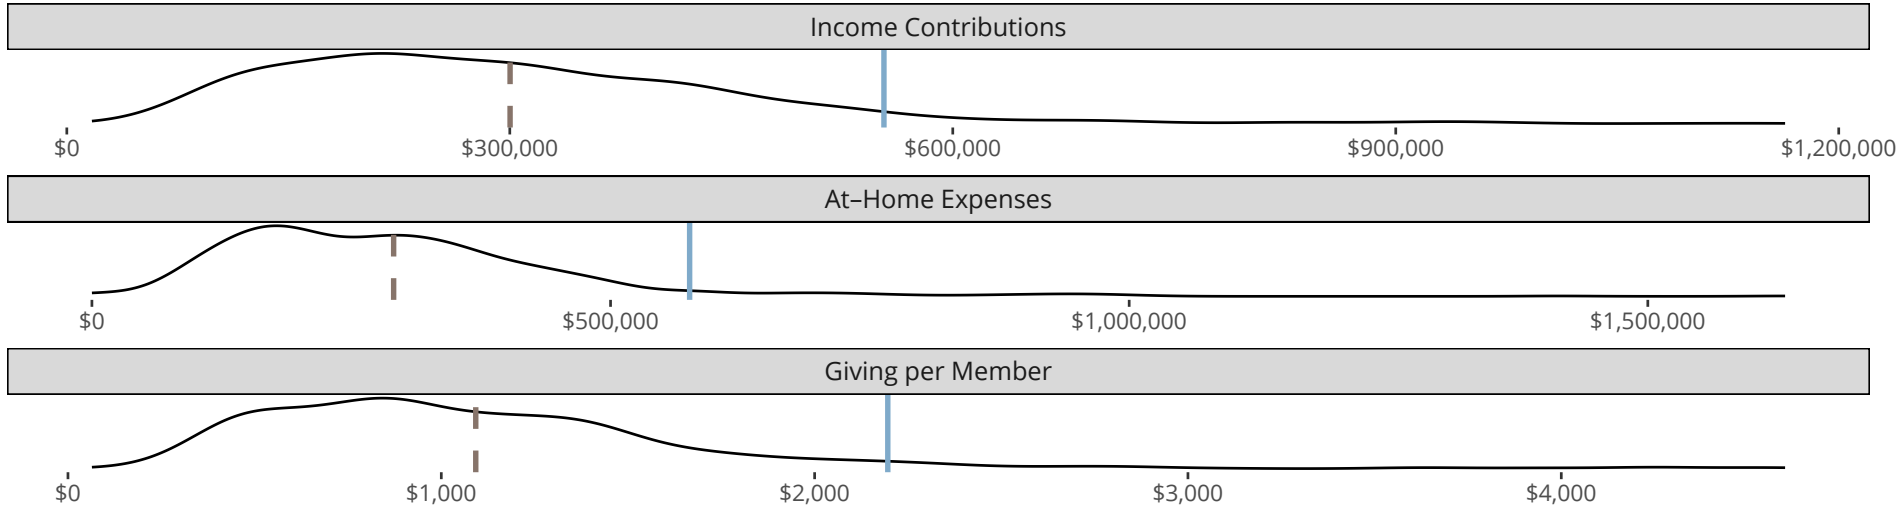 Income Contributions
$0 $300,000 $600,000 $900,000 $1,200,000
At–Home Expenses
$0 $500,000 $1,000,000 $1,500,000
Giving per Member
$0 $1,000 $2,000 $3,000 $4,000